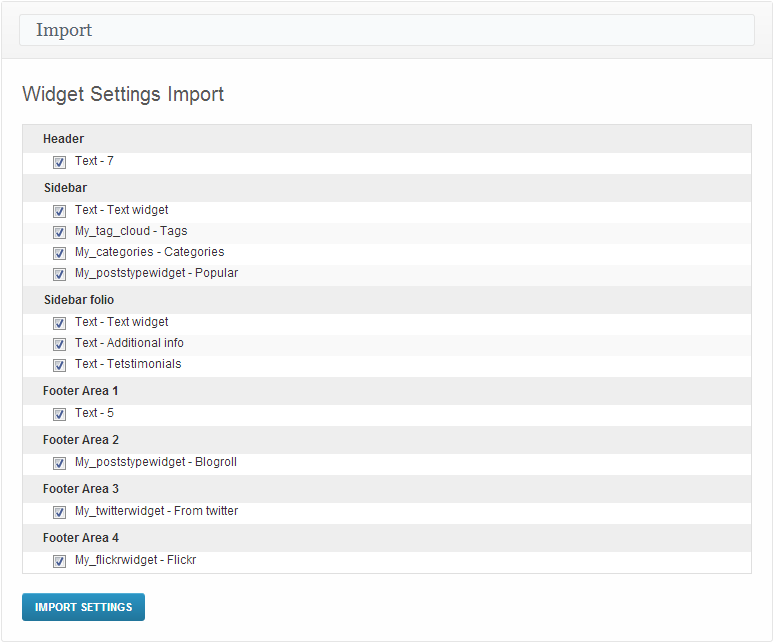 Import
Widget Settings Import
Header
Text - 7
Sidebar
Text - Text widget
My_tag_cloud - Tags
My_categories - Categories
My_poststypewidget - Popular
Sidebar folio
Text - Text widget
Text - Additional info
Text - Tetstimonials
Footer Area 1
Text - 5
Footer Area 2
My_poststypewidget - Blogroll
Footer Area 3
My_twitterwidget - From twitter
Footer Area 4
My_flickrwidget - Flickr
IMPORT SETTINGS